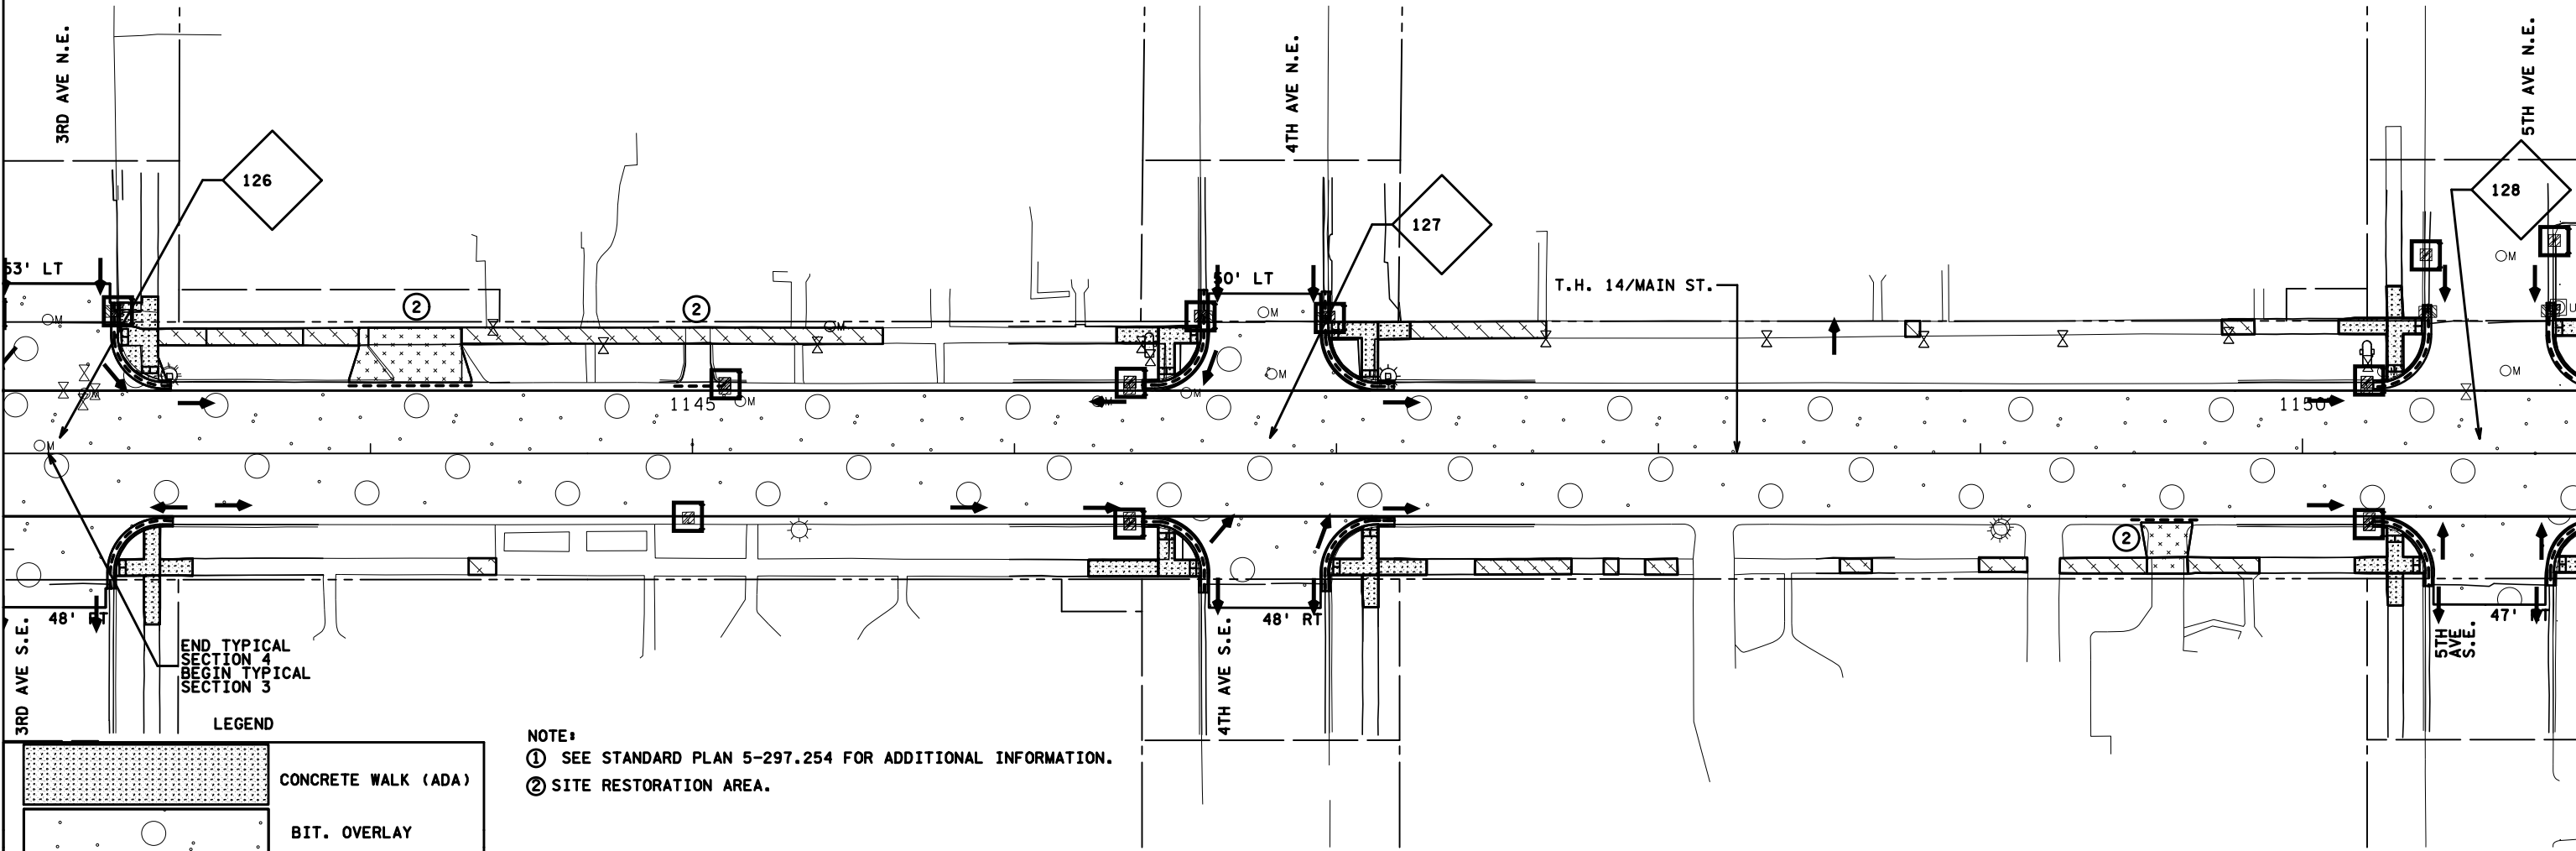 3RD AVE N.E.
4TH AVE N.E.
5TH AVE N.E.
126
127
128
53' LT
50' LT
T.H. 14/MAIN ST.
2
2
M
M
M
M
M
M
M
M
M
M
M
M
U
1145
1150
2
48' RT
48' RT
47' RT
3RD AVE S.E.
4TH AVE S.E.
5TH
AVE
S.E.
END TYPICAL
SECTION 4
BEGIN TYPICAL
SECTION 3
LEGEND
CONCRETE WALK (ADA)
BIT. OVERLAY
NOTE:
1 SEE STANDARD PLAN 5-297.254 FOR ADDITIONAL INFORMATION.
2 SITE RESTORATION AREA.